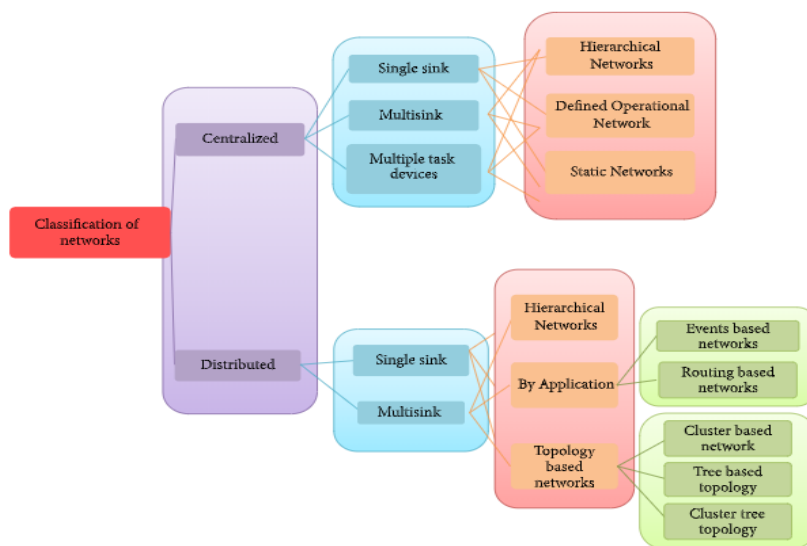 Classification of
networks
Centralized
Single sink
Multisink
Multiple task
devices
Hierarchical
Networks
Defined Operational
Network
Static Networks
Distributed
Single sink
Multisink
Hierarchical
Networks
By Application
Topology
based
networks
Events based
networks
Routing based
networks
Cluster based
network
Tree based
topology
Cluster tree
topology